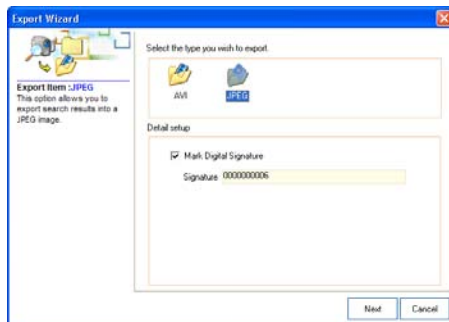 Export Wizard
Select the type you wish to export.
AVI
JPEG
Export Item :JPEG
This option allows you to
export search results into a
JPEG image.
Detail setup
Mark Digital Signature
Signature 0000000006
Next
Cancel